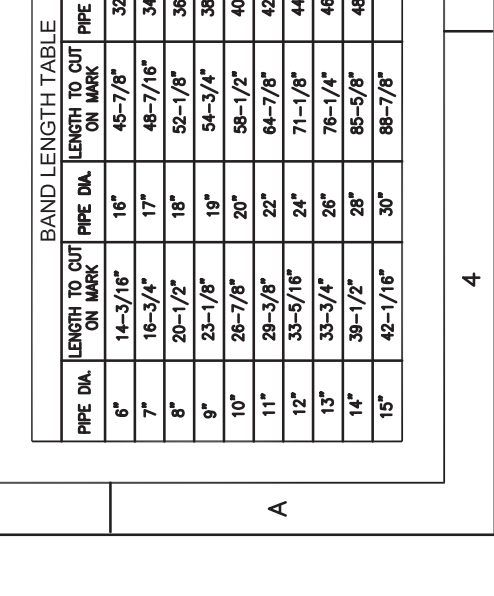 BAND LENGTH TABLE
PIPE DIA. LENGTH TO CUT ON MARK PIPE DIA. LENGTH TO CUT ON MARK PIPE
6" 14-3/16" 16" 45-7/8" 32
7" 16-3/4" 17" 48-7/16" 34
8" 20-1/2" 18" 52-1/8" 36
9" 23-1/8" 19" 54-3/4" 38
10" 26-7/8" 20" 58-1/2" 40
11" 29-3/8" 22" 64-7/8" 42
12" 33-5/16" 24" 71-1/8" 44
13" 33-3/4" 26" 76-1/4" 46
14" 39-1/2" 28" 85-5/8" 48
15" 42-1/16" 30" 88-7/8"
A
4